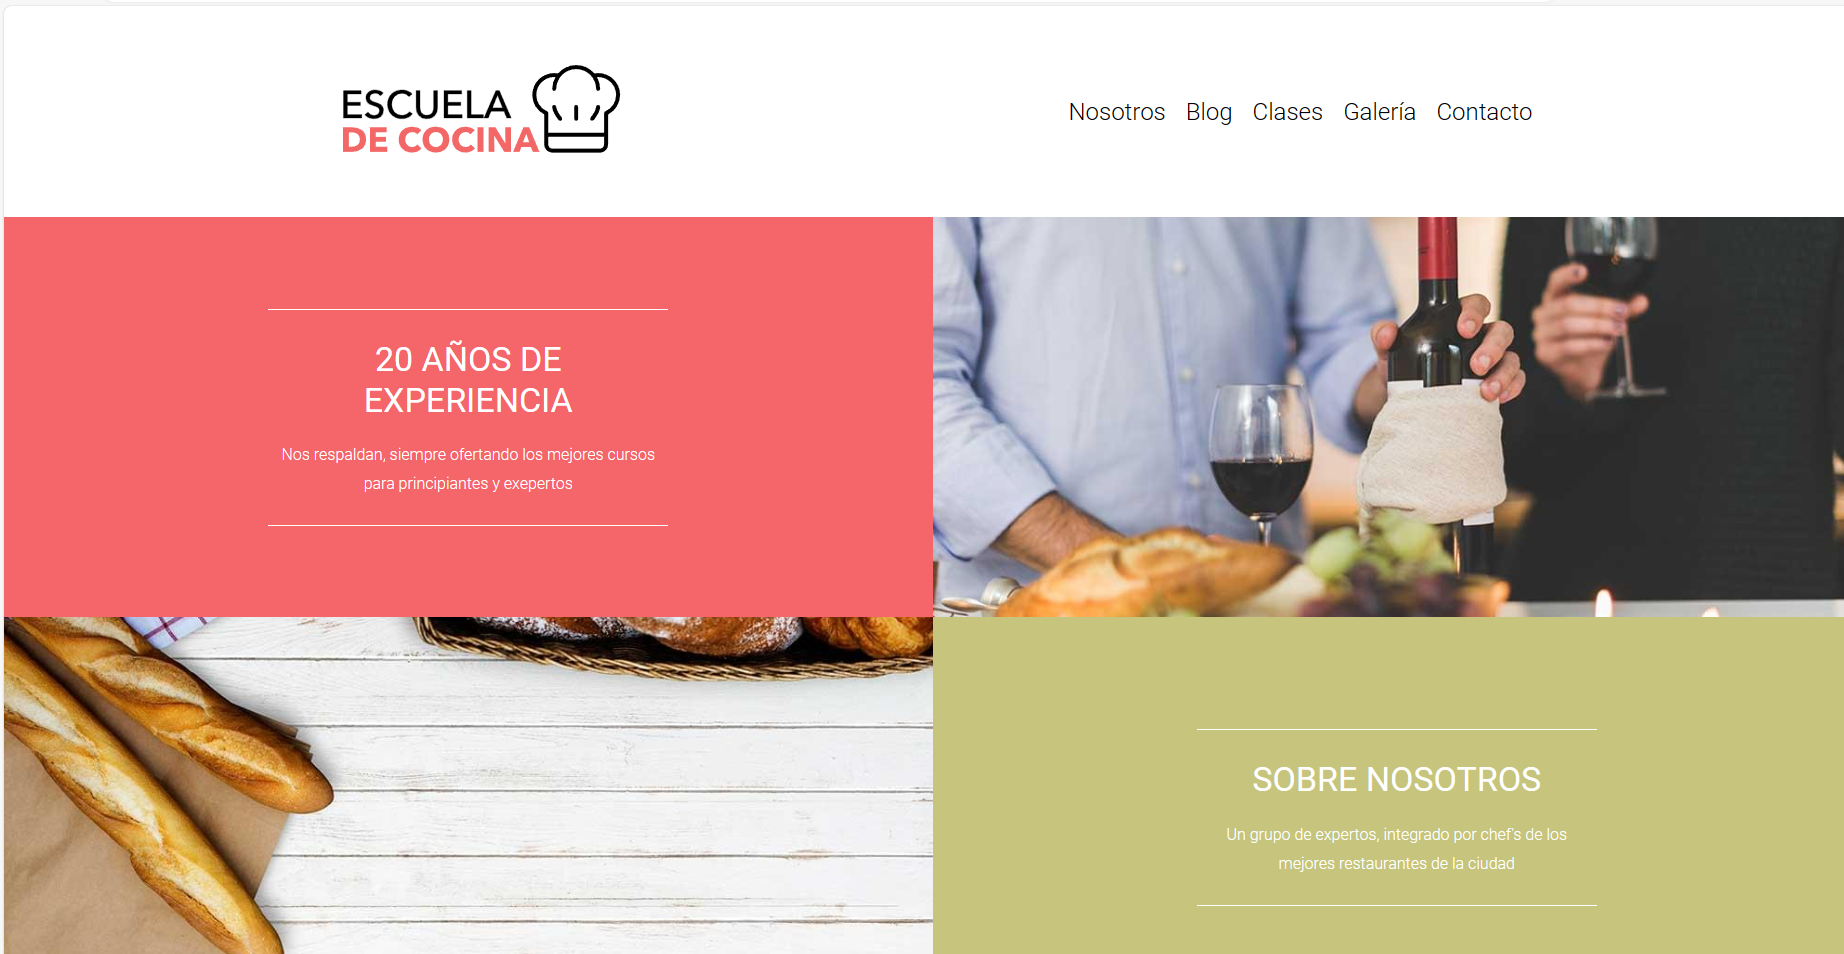 ESCUELA
DE COCINA
Nosotros Blog Clases Galería Contacto
20 AÑOS DE
EXPERIENCIA
Nos respaldan, siempre ofertando los mejores cursos
para principiantes y exepertos
SOBRE NOSOTROS
Un grupo de expertos, integrado por chef's de los
mejores restaurantes de la ciudad